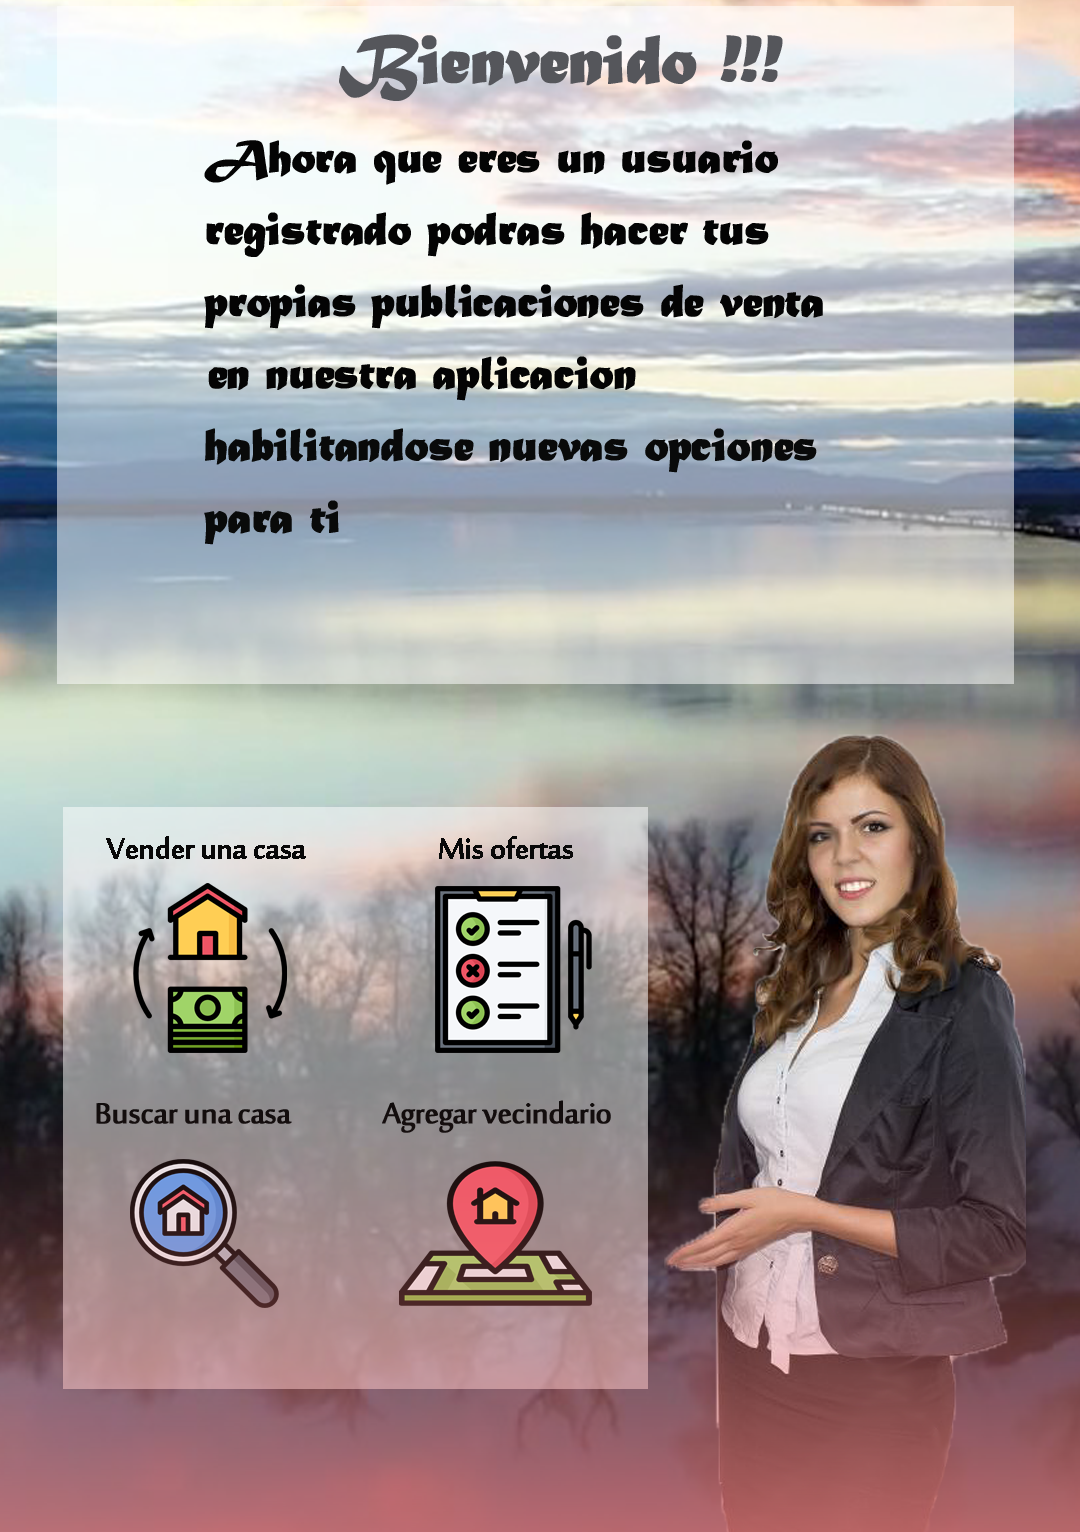 Bienvenido !!!
Ahora que eres un usuario
registrado podras hacer tus
propias publicaciones de venta
en nuestra aplicacion
habilitandose nuevas opciones
para ti
Vender una casa
Mis ofertas
Buscar una casa
Agregar vecindario